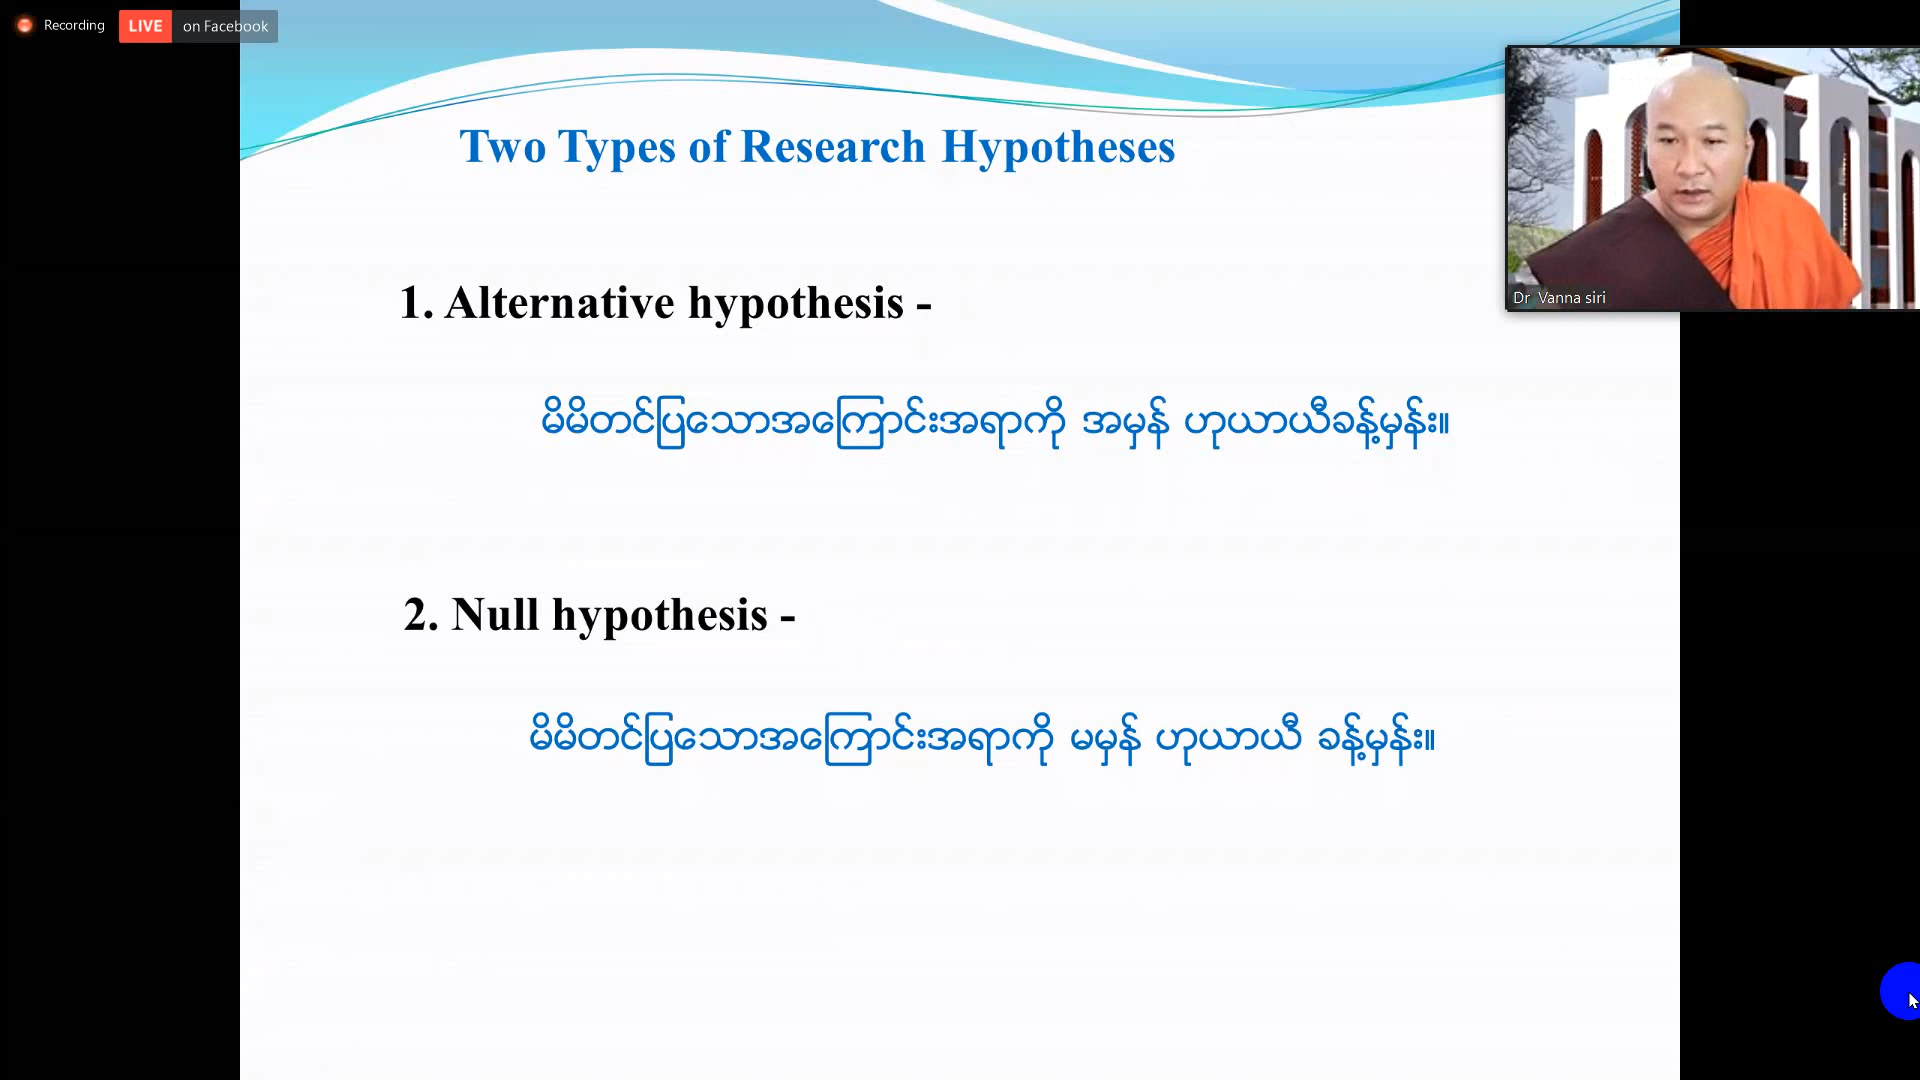 Recording LIVE on Facebook
Two Types of Research Hypotheses
Dr Vanna siri
1. Alternative hypothesis -
မိမိတင်ပြသောအကြောင်းအရာကို အမှန် ဟုယာယီခန့်မှန်း။
2. Null hypothesis -
မိမိတင်ပြသောအကြောင်းအရာကို မမှန် ဟုယာယီ ခန့်မှန်း။